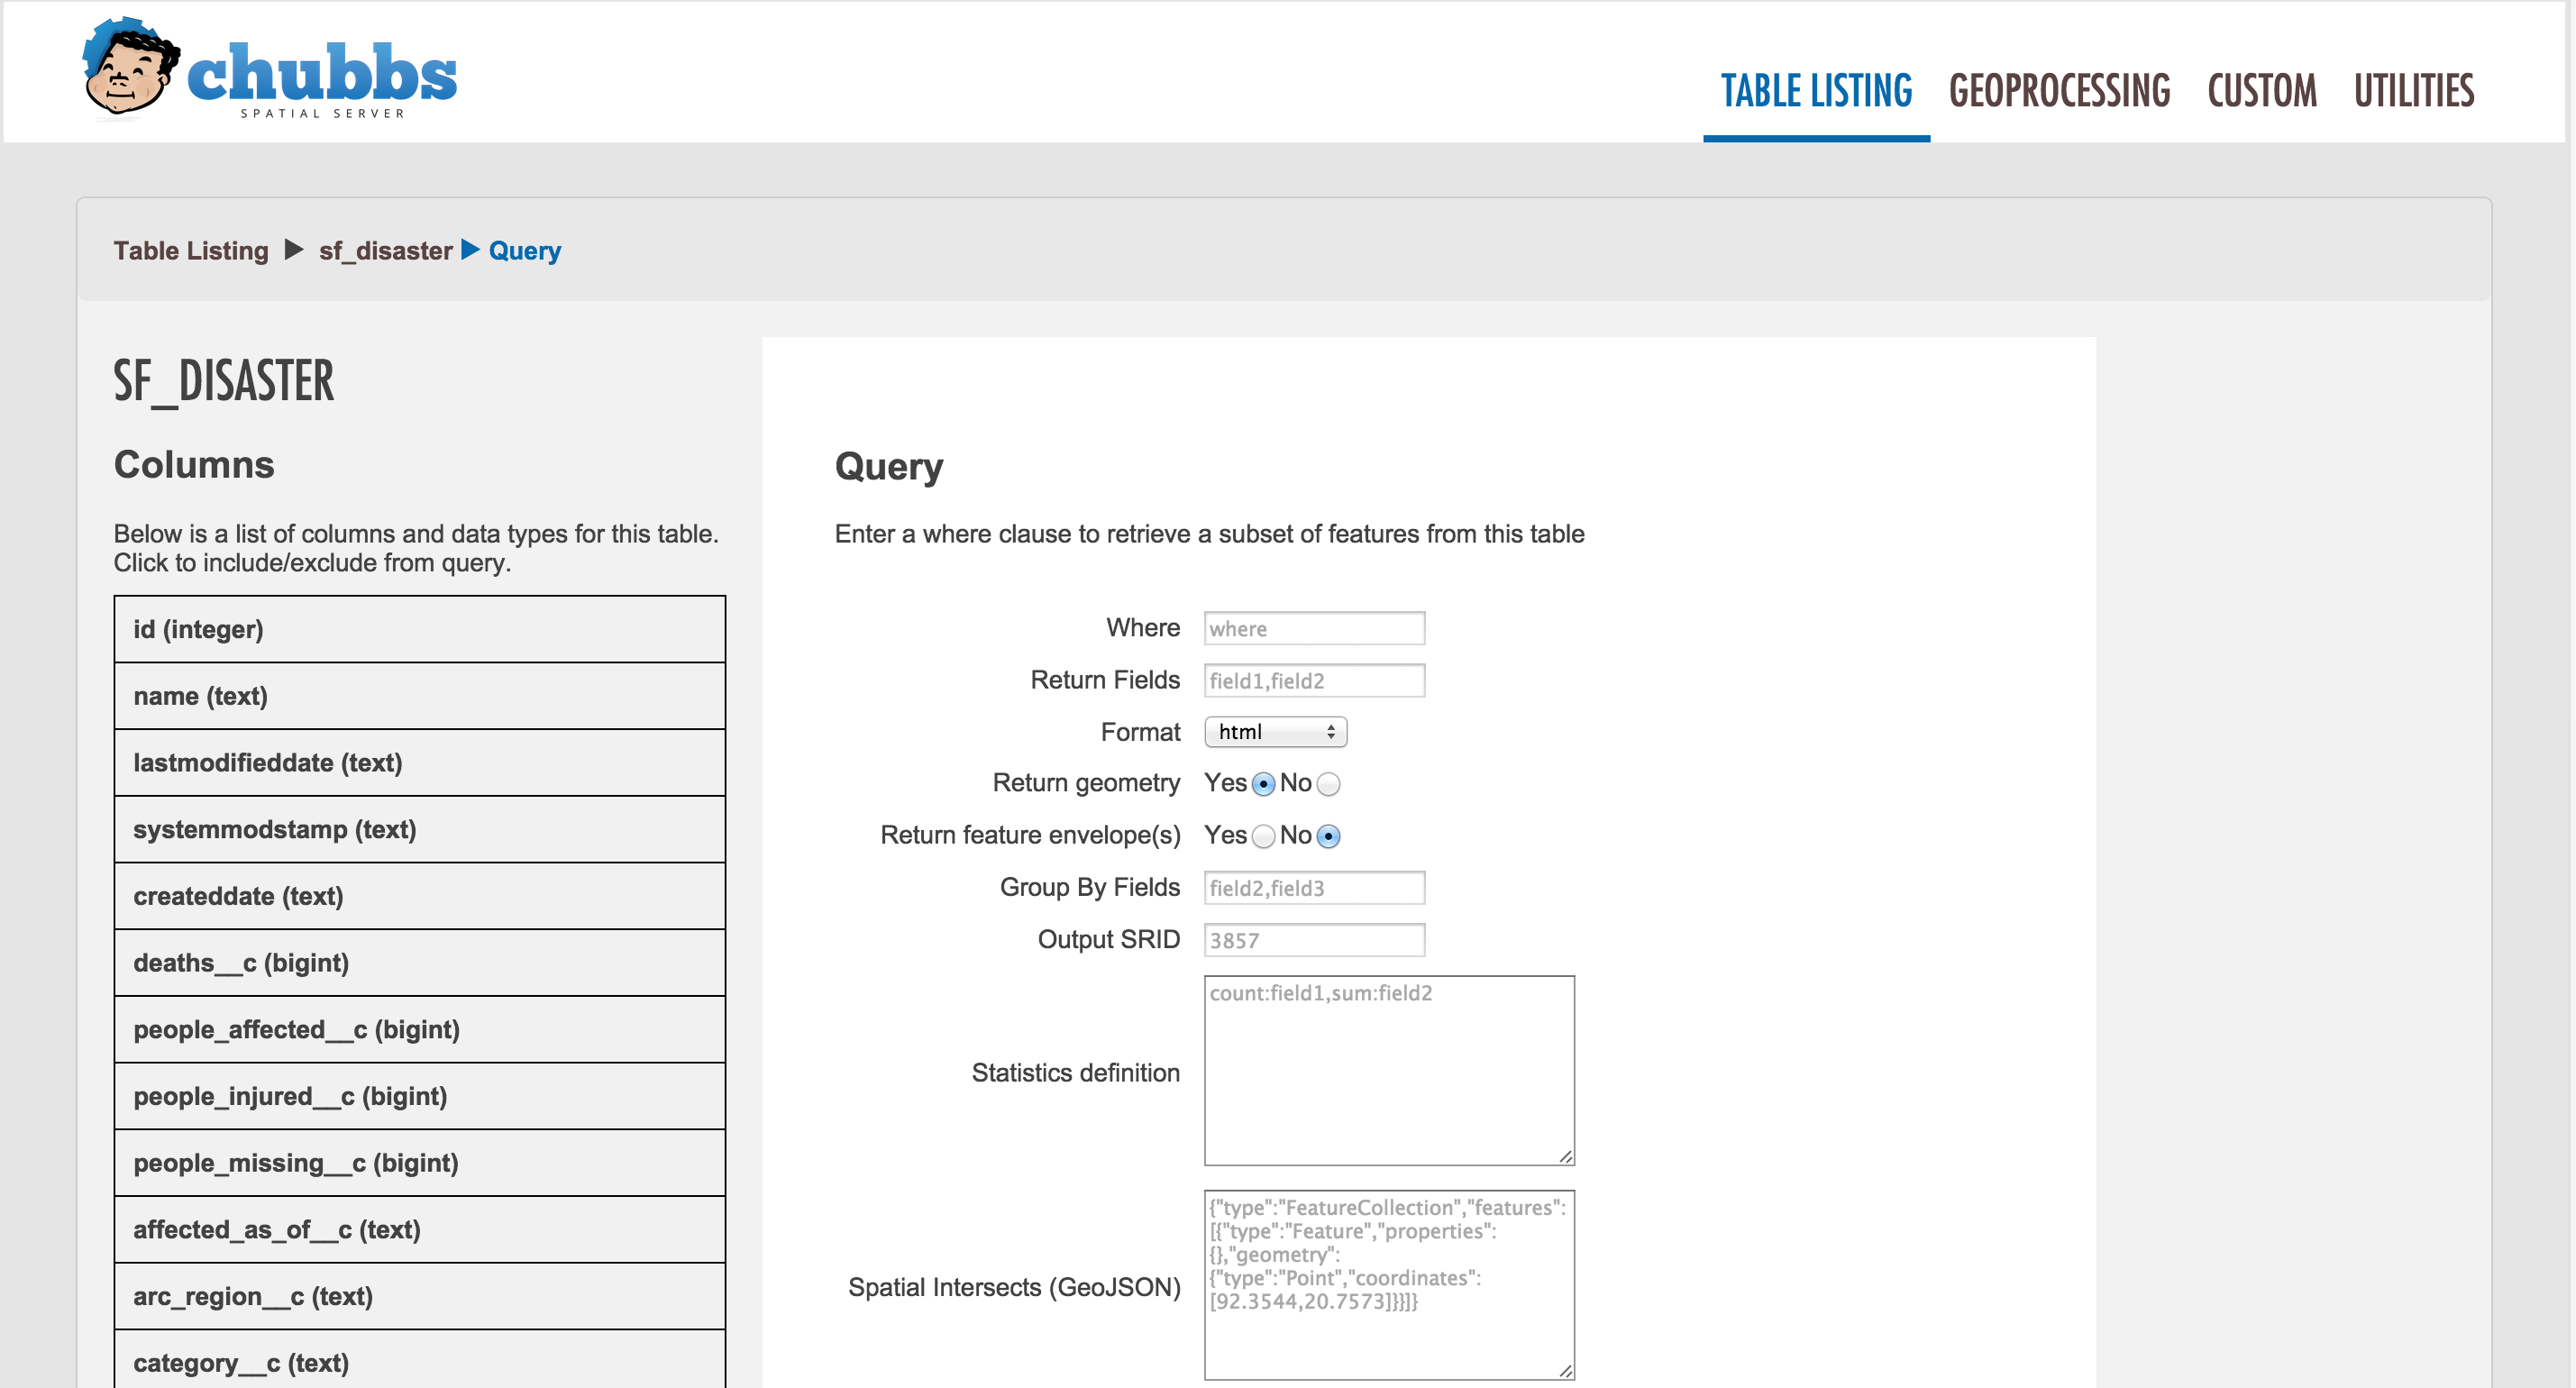 chubbs
SPATIAL SERVER
TABLE LISTING GEOPROCESSING CUSTOM UTILITIES
Table Listing ▶ sf_disaster ▶ Query
SF_DISASTER
Columns
Below is a list of columns and data types for this table.
Click to include/exclude from query.
id (integer)
name (text)
lastmodifieddate (text)
systemmodstamp (text)
createddate (text)
deaths__c (bigint)
people_affected__c (bigint)
people_injured__c (bigint)
people_missing__c (bigint)
affected_as_of__c (text)
arc_region__c (text)
category__c (text)
Query
Enter a where clause to retrieve a subset of features from this table
Where where
Return Fields field1,field2
Format html
Return geometry Yes No
Return feature envelope(s) Yes No
Group By Fields field2,field3
Output SRID 3857
Statistics definition count:field1,sum:field2
Spatial Intersects (GeoJSON) {"type":"FeatureCollection","features":
[{"type":"Feature","properties":
{},"geometry":
{"type":"Point","coordinates":
[92.3544,20.7573]}}]}